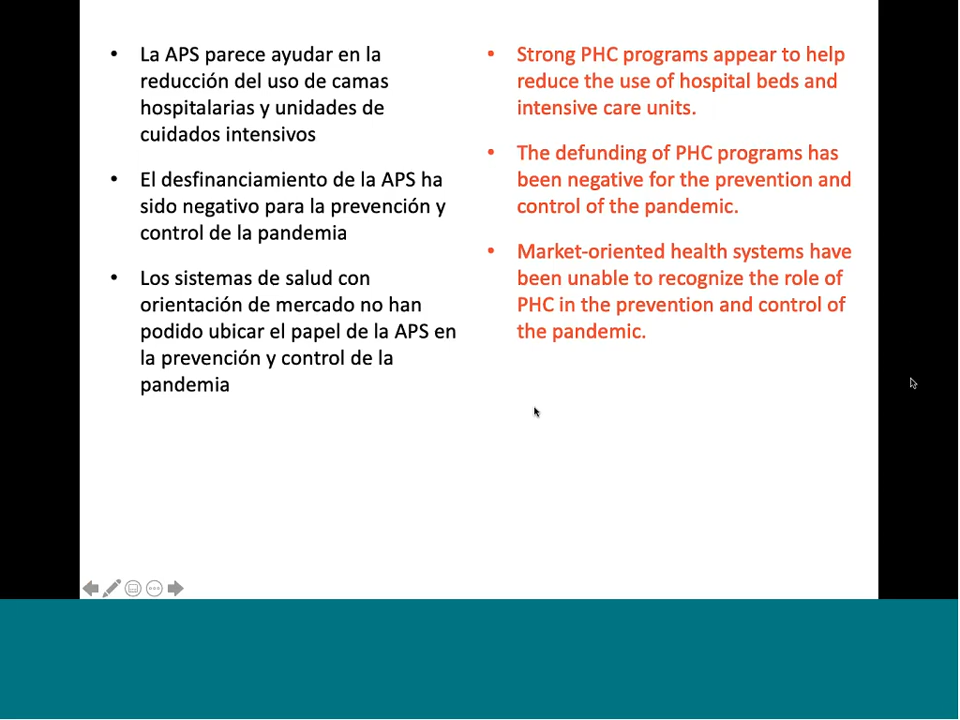 • La APS parece ayudar en la
reducción del uso de camas
hospitalarias y unidades de
cuidados intensivos
• El desfinanciamiento de la APS ha
sido negativo para la prevención y
control de la pandemia
• Los sistemas de salud con
orientación de mercado no han
podido ubicar el papel de la APS en
la prevención y control de la
pandemia
• Strong PHC programs appear to help
reduce the use of hospital beds and
intensive care units.
• The defunding of PHC programs has
been negative for the prevention and
control of the pandemic.
• Market-oriented health systems have
been unable to recognize the role of
PHC in the prevention and control of
the pandemic.